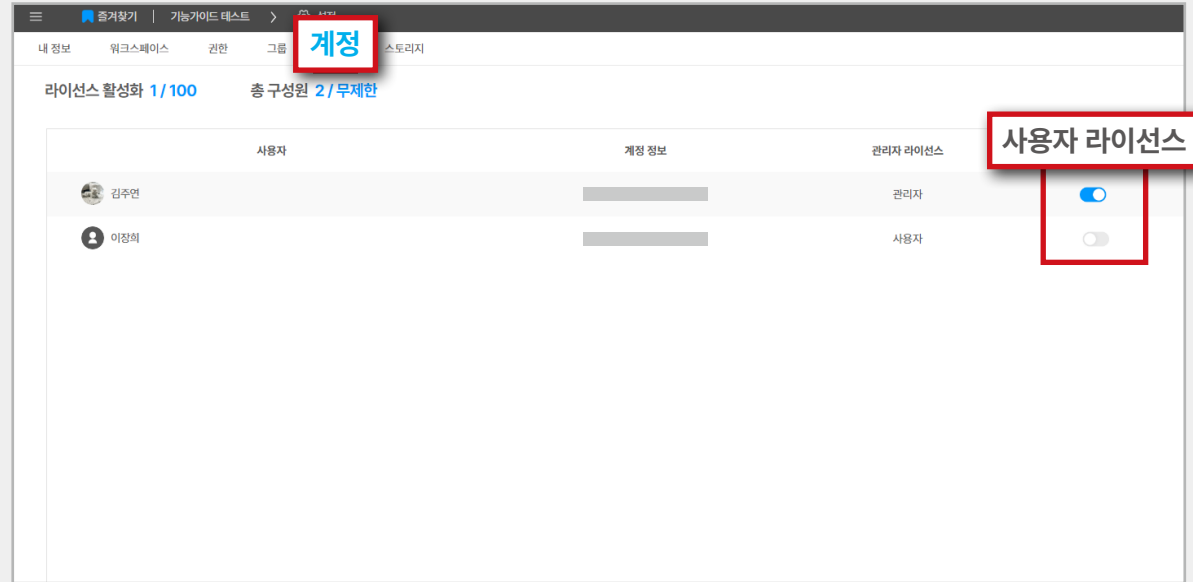 즐겨찾기 | 기능가이드 테스트 >
내 정보 워크스페이스 권한 그룹 계정 스토리지
라이선스 활성화 1 / 100 총 구성원 2 / 무제한
사용자 계정 정보 관리자 라이선스 사용자 라이선스
김주연 관리자
이장희 사용자